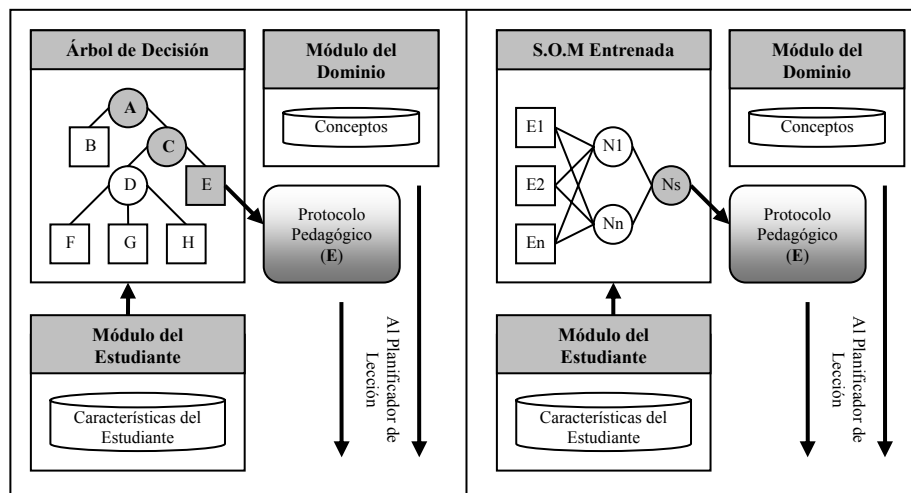 Árbol de Decisión
A
B
C
D
E
F
G
H
Módulo del
Dominio
Conceptos
Protocolo
Pedagógico
(E)
Módulo del
Estudiante
Características del
Estudiante
Al Planificador de
Lección
S.O.M Entrenada
E1
E2
En
N1
Nn
Ns
Módulo del
Dominio
Conceptos
Protocolo
Pedagógico
(E)
Módulo del
Estudiante
Características del
Estudiante
Al Planificador de
Lección